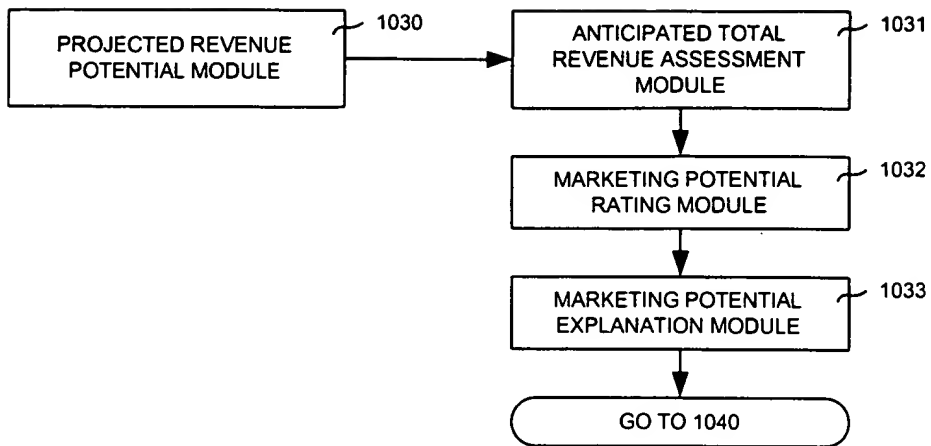 1030
PROJECTED REVENUE
POTENTIAL MODULE
1031
ANTICIPATED TOTAL
REVENUE ASSESSMENT
MODULE
1032
MARKETING POTENTIAL
RATING MODULE
1033
MARKETING POTENTIAL
EXPLANATION MODULE
GO TO 1040